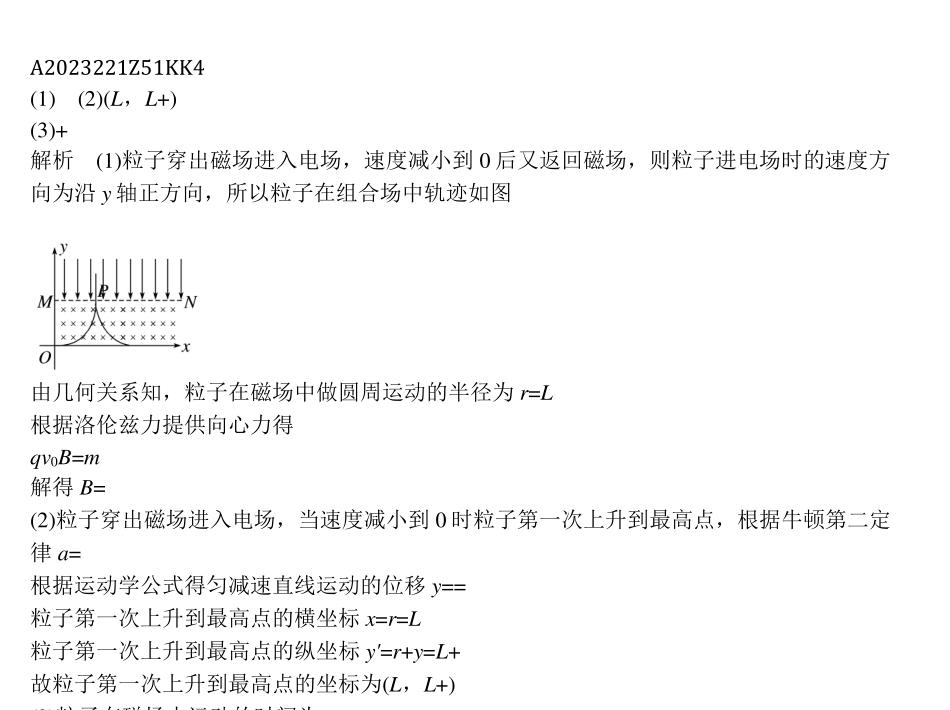 A2023221Z51KK4
(1) (2)(L，L+)
(3)+
解析 (1)粒子穿出磁场进入电场，速度减小到 0 后又返回磁场，则粒子进电场时的速度方
向为沿 y 轴正方向，所以粒子在组合场中轨迹如图
y
P
M N
O x
由几何关系知，粒子在磁场中做圆周运动的半径为 r=L
根据洛伦兹力提供向心力得
qv₀B=m
解得 B=
(2)粒子穿出磁场进入电场，当速度减小到 0 时粒子第一次上升到最高点，根据牛顿第二定
律 a=
根据运动学公式得匀减速直线运动的位移 y==
粒子第一次上升到最高点的横坐标 x=r=L
粒子第一次上升到最高点的纵坐标 y′=r+y=L+
故粒子第一次上升到最高点的坐标为(L，L+)